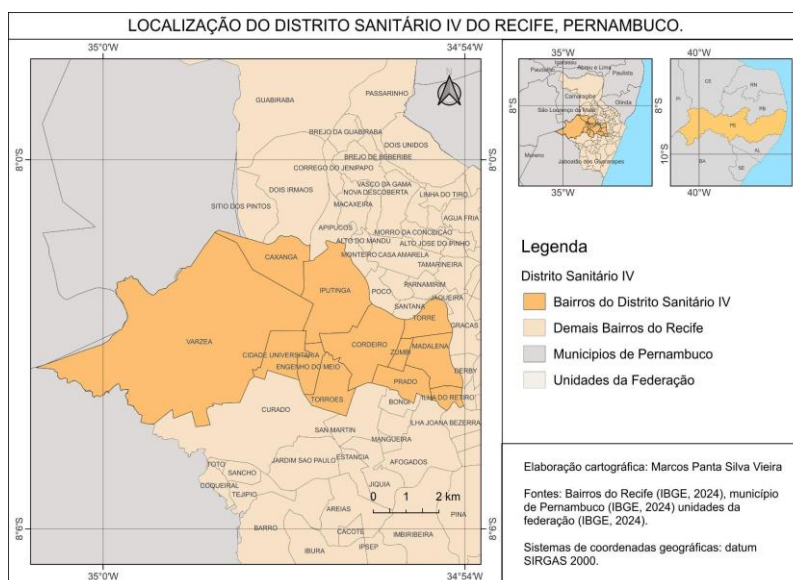 LOCALIZAÇÃO DO DISTRITO SANITÁRIO IV DO RECIFE, PERNAMBUCO.
35°0'W
34°54'W
8°0'S
8°6'S
35°0'W
34°54'W
PASSARINHO
GUABIRABA
BREJO DA GUABIRABA
DOIS UNIDOS
BREJO DE BEBERIBE
CORREGO DO JENIPAPO
VASCO DA GAMA
DOIS IRMAOS
NOVA DESCOBERTA
LINHA DO TIRO
MACAXEIRA
SITIO DOS PINTOS
AGUA FRIA
APIPUCOS
MORRO DA CONCEIÇÃO
ALTO DO MANDU
ALTO JOSE DO PINHO
MONTEIRO
CASA AMARELA
CAXANGA
TAMARINEIRA
IPUTINGA
PARNAMIRIM
POCO
JAQUEIRA
SANTANA
TORRE
GRACAS
VARZEA
CORDEIRO
MADALENA
CIDADE UNIVERSITARIA
ZUMBI
ENGENHO DO MEIO
DERBY
PRADO
TORROES
BONGI
ILHA DO RETIRO
CURADO
ILHA JOANA BEZERRA
SAN MARTIN
MANGUEIRA
JARDIM SAO PAULO
ESTANCIA
AFOGADOS
TOTO
SANCHO
COQUEIRAL
TEJIPIO
JIQUIA
0 1 2 km
PINA
AREIAS
BARRO
CACOTE
IMBIRIBEIRA
IBURA
IPSEP
35°W
8°S
8°S
35°W
Igarassu
Abreu e Lima
Paudalho
Paulista
Camaragibe
Olinda
São Lourenço da Mata
Moreno
Jaboatão dos Guararapes
40°W
10°S
40°W
CE
RN
PB
PI
PE
AL
BA
SE
Legenda
Distrito Sanitário IV
Bairros do Distrito Sanitário IV
Demais Bairros do Recife
Municipios de Pernambuco
Unidades da Federação
Elaboração cartográfica: Marcos Panta Silva Vieira
Fontes: Bairros do Recife (IBGE, 2024), município
de Pernambuco (IBGE, 2024) unidades da
federação (IBGE, 2024).
Sistemas de coordenadas geográficas: datum
SIRGAS 2000.